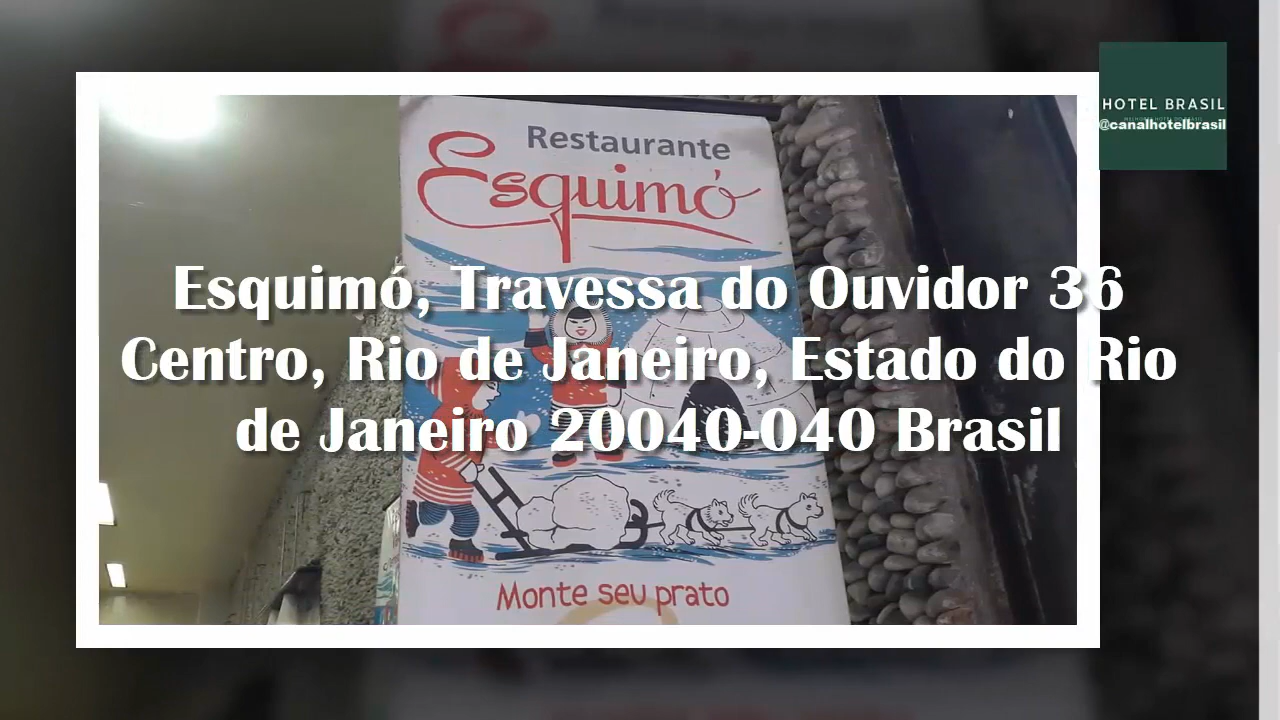 HOTEL BRASIL
@canalhotelbrasil
Restaurante
Esquimó
Esquimó, Travessa do Ouvidor 36
Centro, Rio de Janeiro, Estado do Rio
de Janeiro 20040-040 Brasil
Monte seu prato